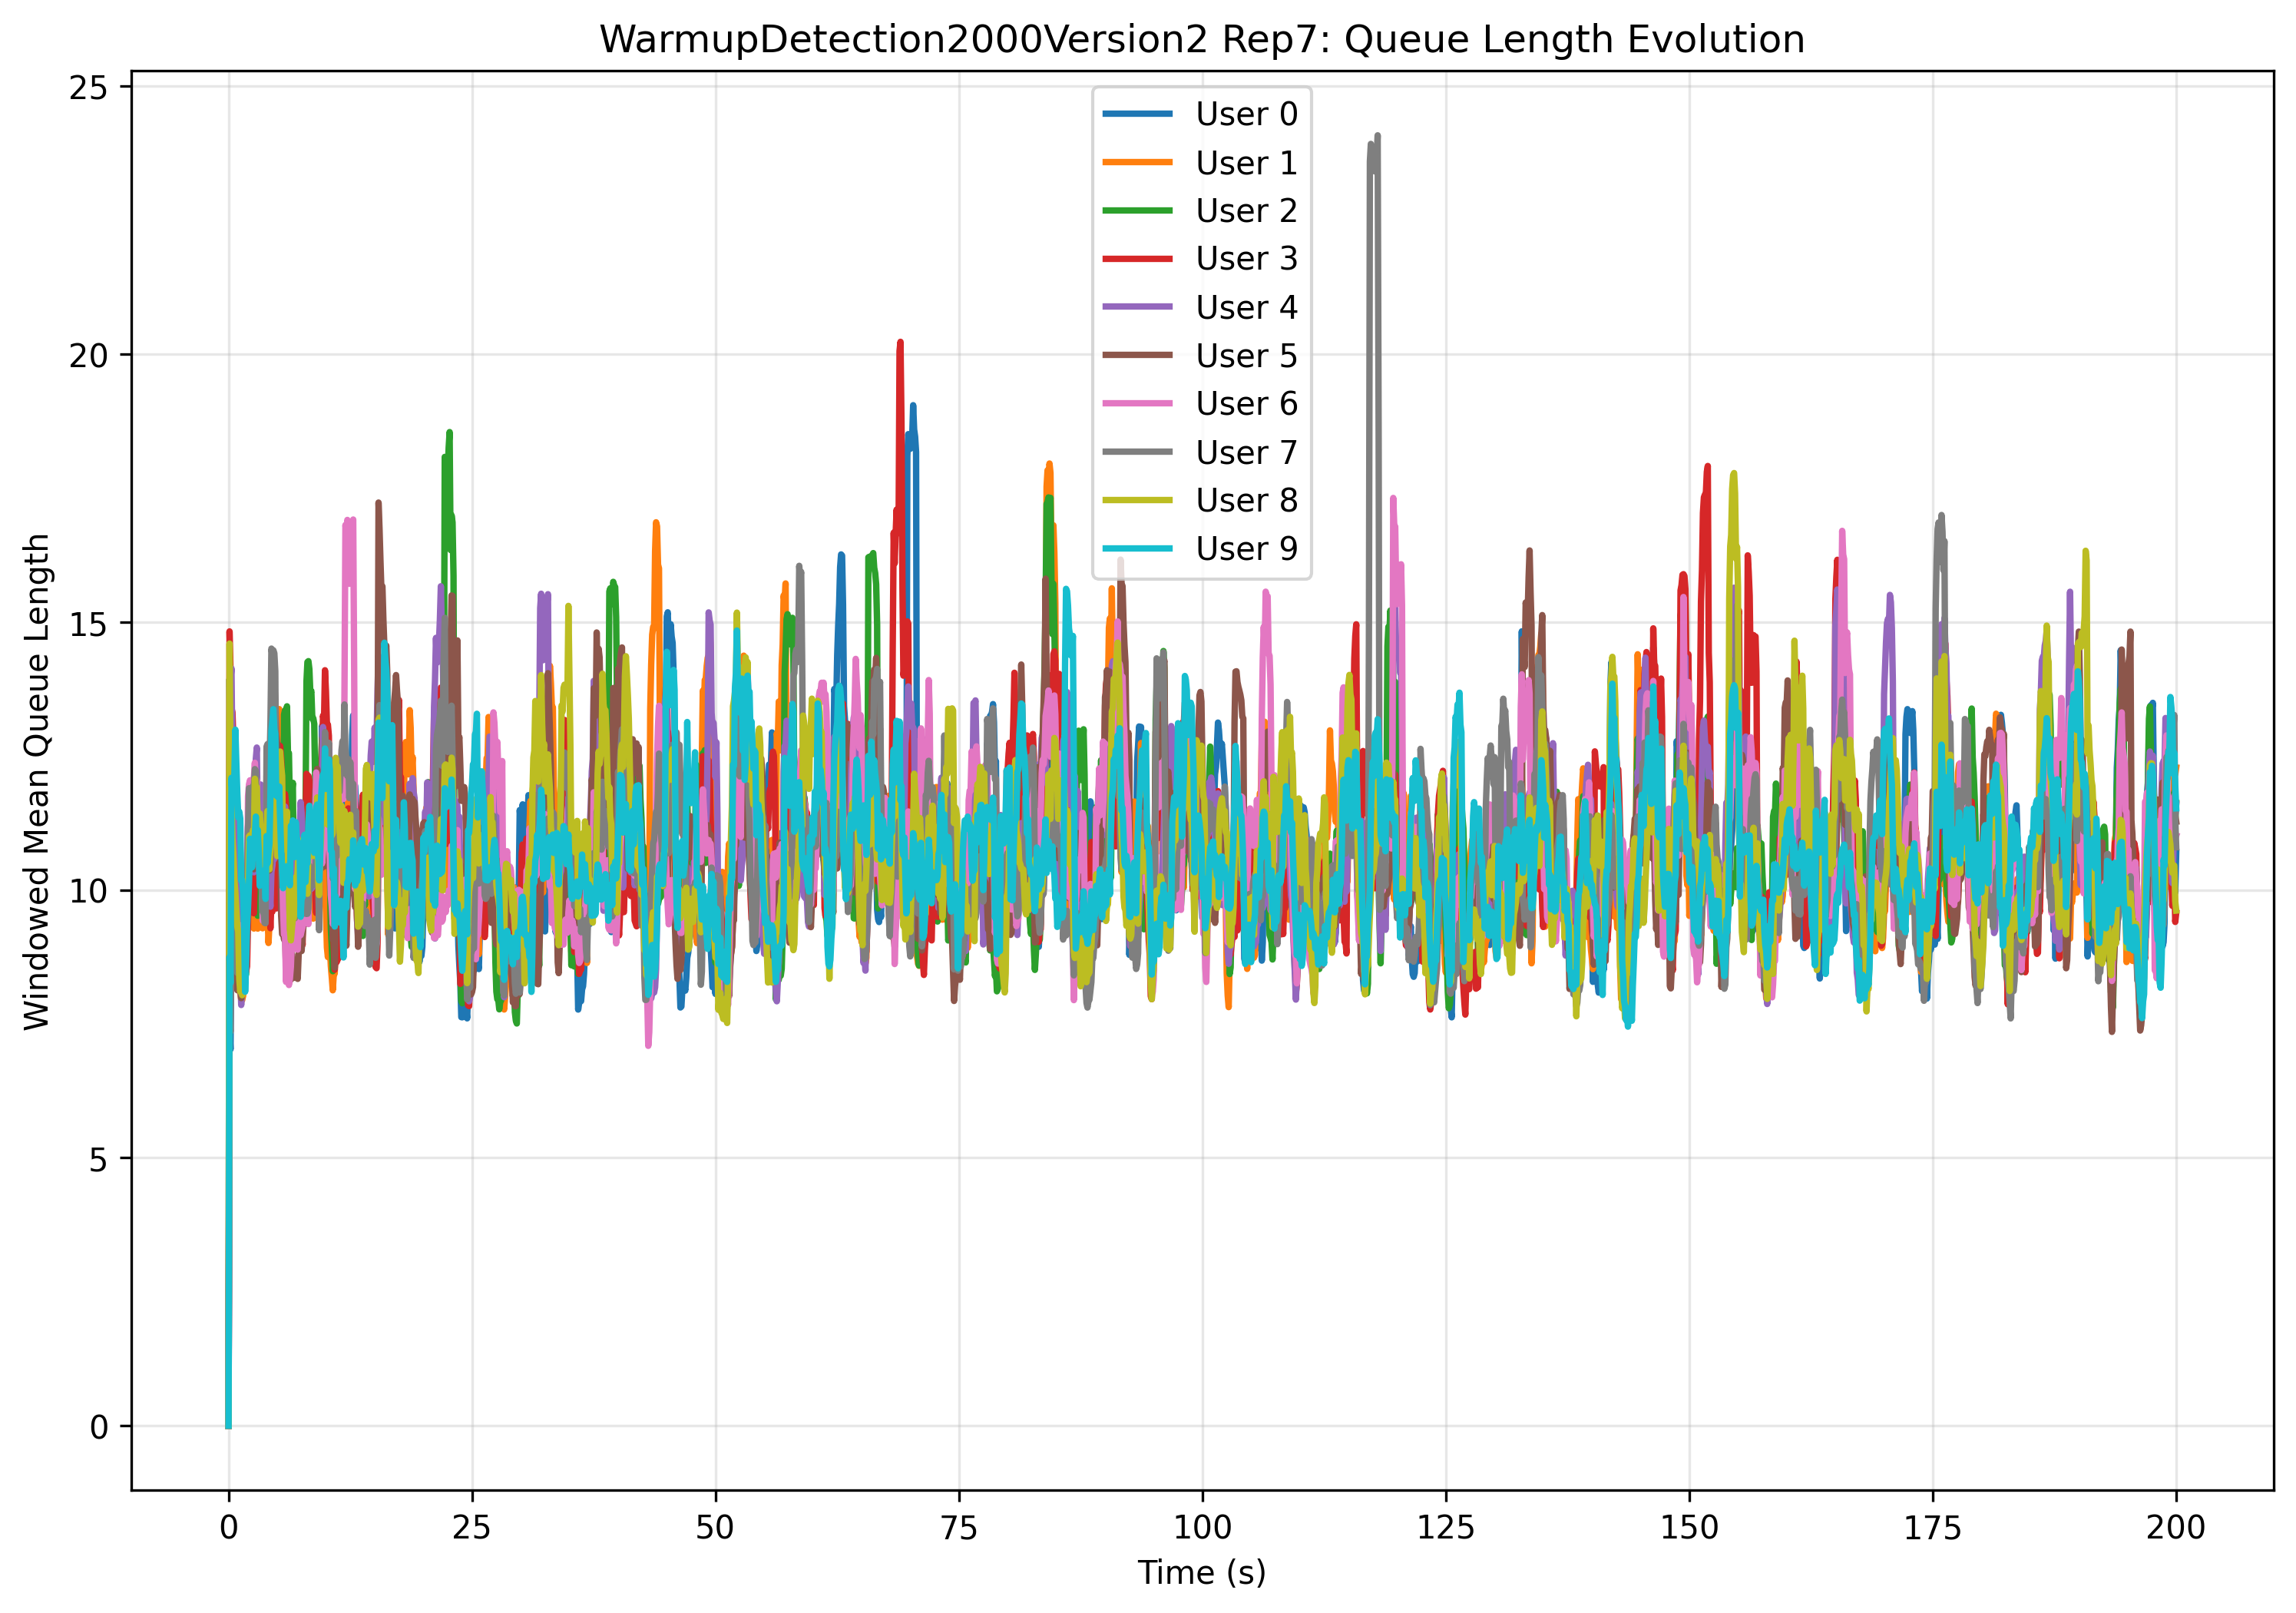 WarmupDetection2000Version2 Rep7: Queue Length Evolution
Windowed Mean Queue Length
25
20
15
10
5
0
User 0
User 1
User 2
User 3
User 4
User 5
User 6
User 7
User 8
User 9
0 25 50 75 100 125 150 175 200
Time (s)